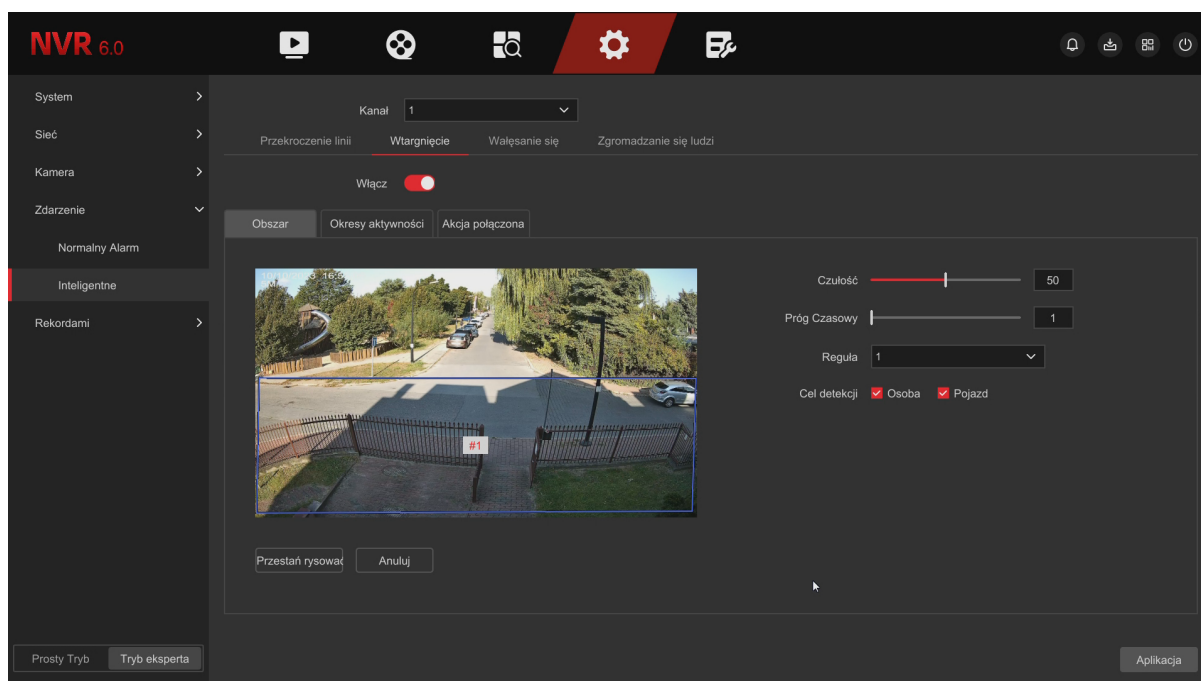 NVR 6.0
System
Sieć
Kamera
Zdarzenie
Normalny Alarm
Inteligentne
Rekordami
Prosty Tryb
Tryb eksperta
Kanał 1
Przekroczenie linii Wtargnięcie Wałęsanie się Zgromadzanie się ludzi
Włącz
Obszar Okresy aktywności Akcja połączona
#1
Czułość 50
Próg Czasowy 1
Reguła 1
Cel detekcji Osoba Pojazd
Przestań rysować Anuluj
Aplikacja